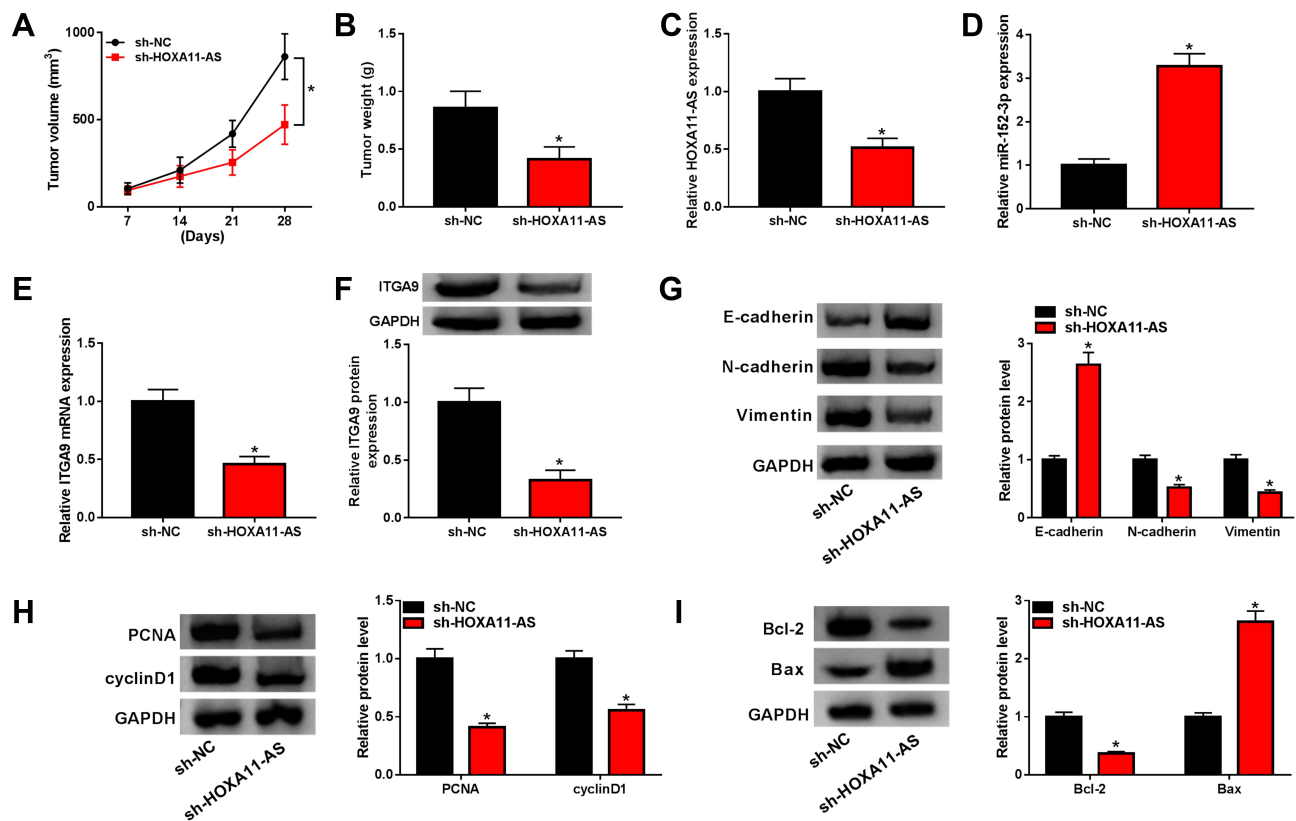 A
Tumor volume (mm³)
1000
500
0
sh-NC
sh-HOXA11-AS
*
7 14 21 28
(Days)
B
Tumor weight (g)
1.5
1.0
0.5
0.0
*
sh-NC sh-HOXA11-AS
C
Relative HOXA11-AS expression
1.5
1.0
0.5
0.0
*
sh-NC sh-HOXA11-AS
D
Relative miR-152-3p expression
4
3
2
1
0
*
sh-NC sh-HOXA11-AS
E
Relative ITGA9 mRNA expression
1.5
1.0
0.5
0.0
*
sh-NC sh-HOXA11-AS
F
ITGA9
GAPDH
Relative ITGA9 protein
expression
1.5
1.0
0.5
0.0
*
sh-NC sh-HOXA11-AS
G
E-cadherin
N-cadherin
Vimentin
GAPDH
sh-NC
sh-HOXA11-AS
sh-NC
sh-HOXA11-AS
Relative protein level
3
2
1
0
*
*
*
E-cadherin N-cadherin Vimentin
H
PCNA
cyclinD1
GAPDH
sh-NC
sh-HOXA11-AS
Relative protein level
1.5
1.0
0.5
0.0
sh-NC
sh-HOXA11-AS
*
*
PCNA cyclinD1
I
Bcl-2
Bax
GAPDH
sh-NC
sh-HOXA11-AS
Relative protein level
3
2
1
0
sh-NC
sh-HOXA11-AS
*
*
Bcl-2 Bax